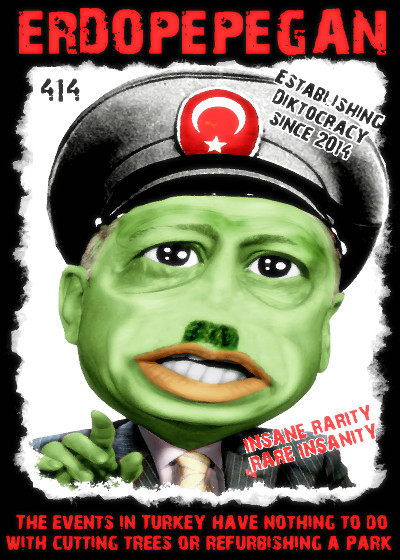 ERDOPEPEGAN
414
ESTABLISHING
DIKTOCRACY
SINCE 2014
INSANE RARITY
RARE INSANITY
THE EVENTS IN TURKEY HAVE NOTHING TO DO
WITH CUTTING TREES OR REFURBISHING A PARK